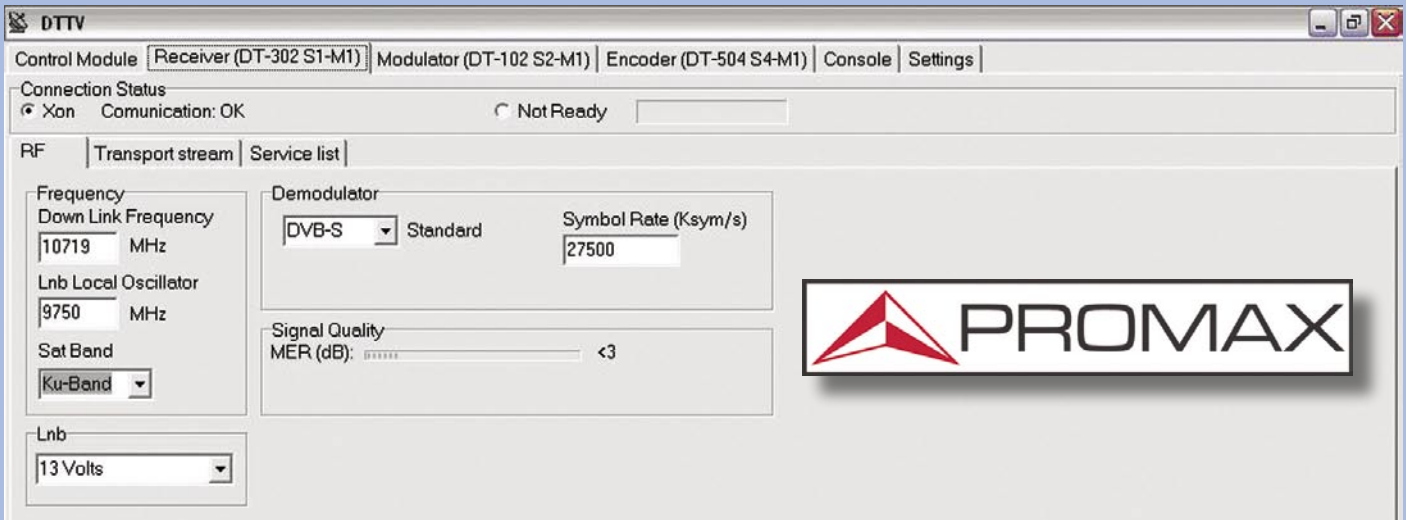 DTTV
Control Module Receiver (DT-302 S1-M1) Modulator (DT-102 S2-M1) Encoder (DT-504 S4-M1) Console Settings
Connection Status
Xon Comunication: OK Not Ready
RF Transport stream Service list
Frequency
Down Link Frequency
10719 MHz
Lnb Local Oscillator
9750 MHz
Sat Band
Ku-Band
Lnb
13 Volts
Demodulator
DVB-S Standard
Symbol Rate (Ksym/s)
27500
Signal Quality
MER (dB): <3
PROMAX